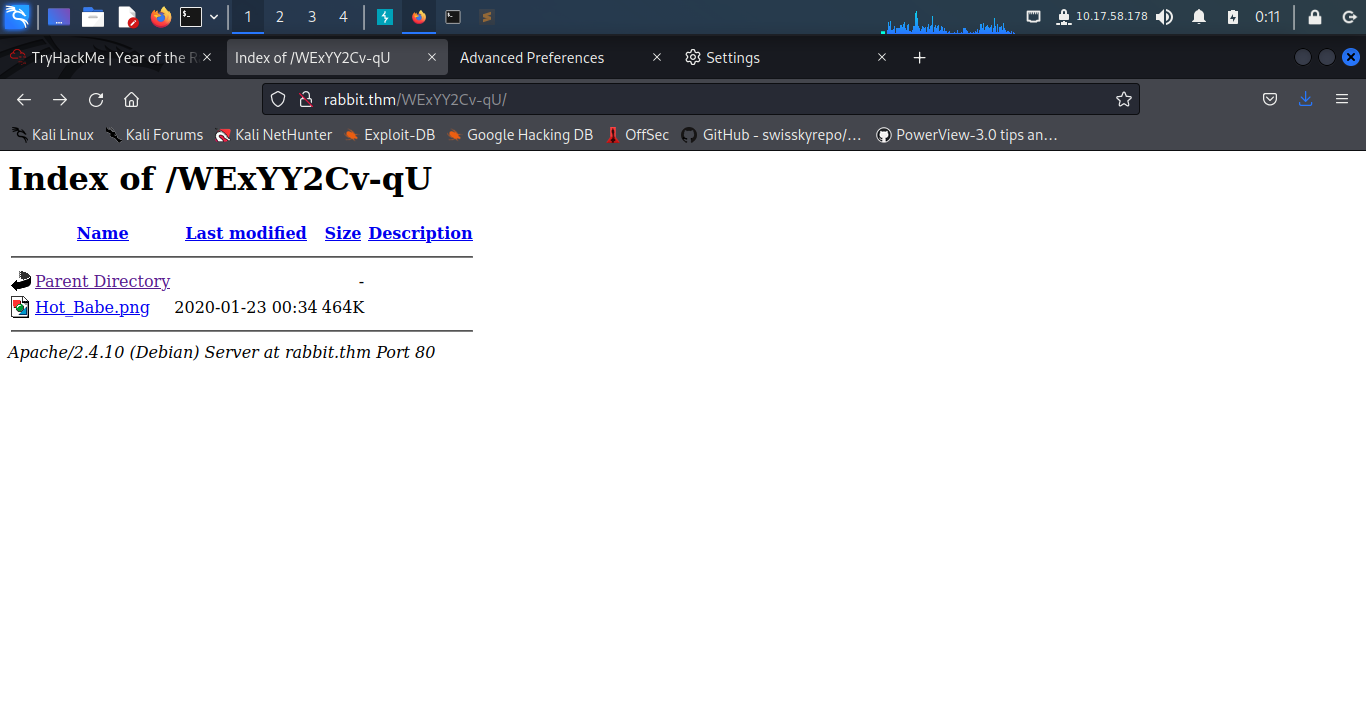 1 2 3 4 10.17.58.178 0:11
TryHackMe | Year of the R Index of /WExYY2Cv-qU Advanced Preferences Settings
rabbit.thm/WExYY2Cv-qU/
Kali Linux Kali Forums Kali NetHunter Exploit-DB Google Hacking DB OffSec GitHub - swisskyrepo/... PowerView-3.0 tips an...
Index of /WExYY2Cv-qU
Name Last modified Size Description
Parent Directory -
Hot_Babe.png 2020-01-23 00:34 464K
Apache/2.4.10 (Debian) Server at rabbit.thm Port 80